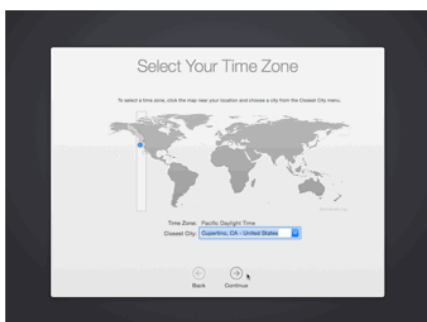 Select Your Time Zone
To select a time zone, click the map near your location and choose a city from the Closest City menu.
Time Zone: Pacific Daylight Time
Closest City: Cupertino, CA - United States
Back Continue